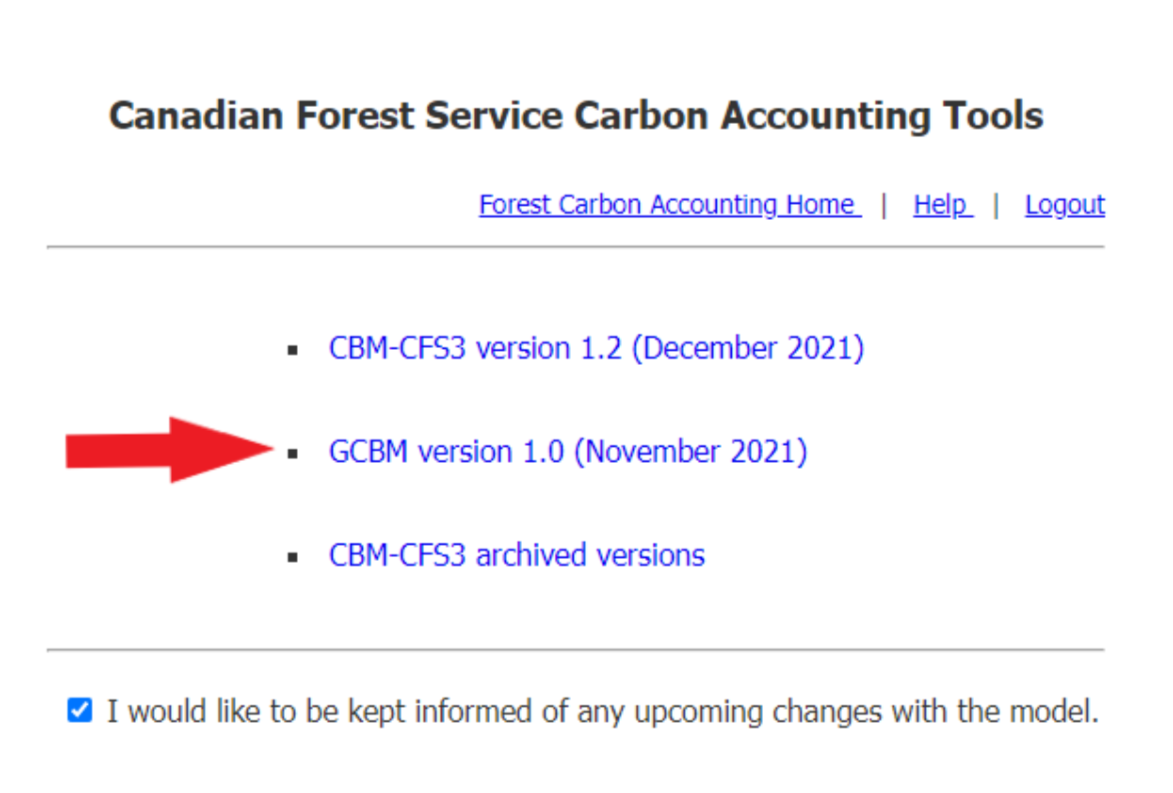 Canadian Forest Service Carbon Accounting Tools
Forest Carbon Accounting Home | Help | Logout
CBM-CFS3 version 1.2 (December 2021)
GCBM version 1.0 (November 2021)
CBM-CFS3 archived versions
I would like to be kept informed of any upcoming changes with the model.